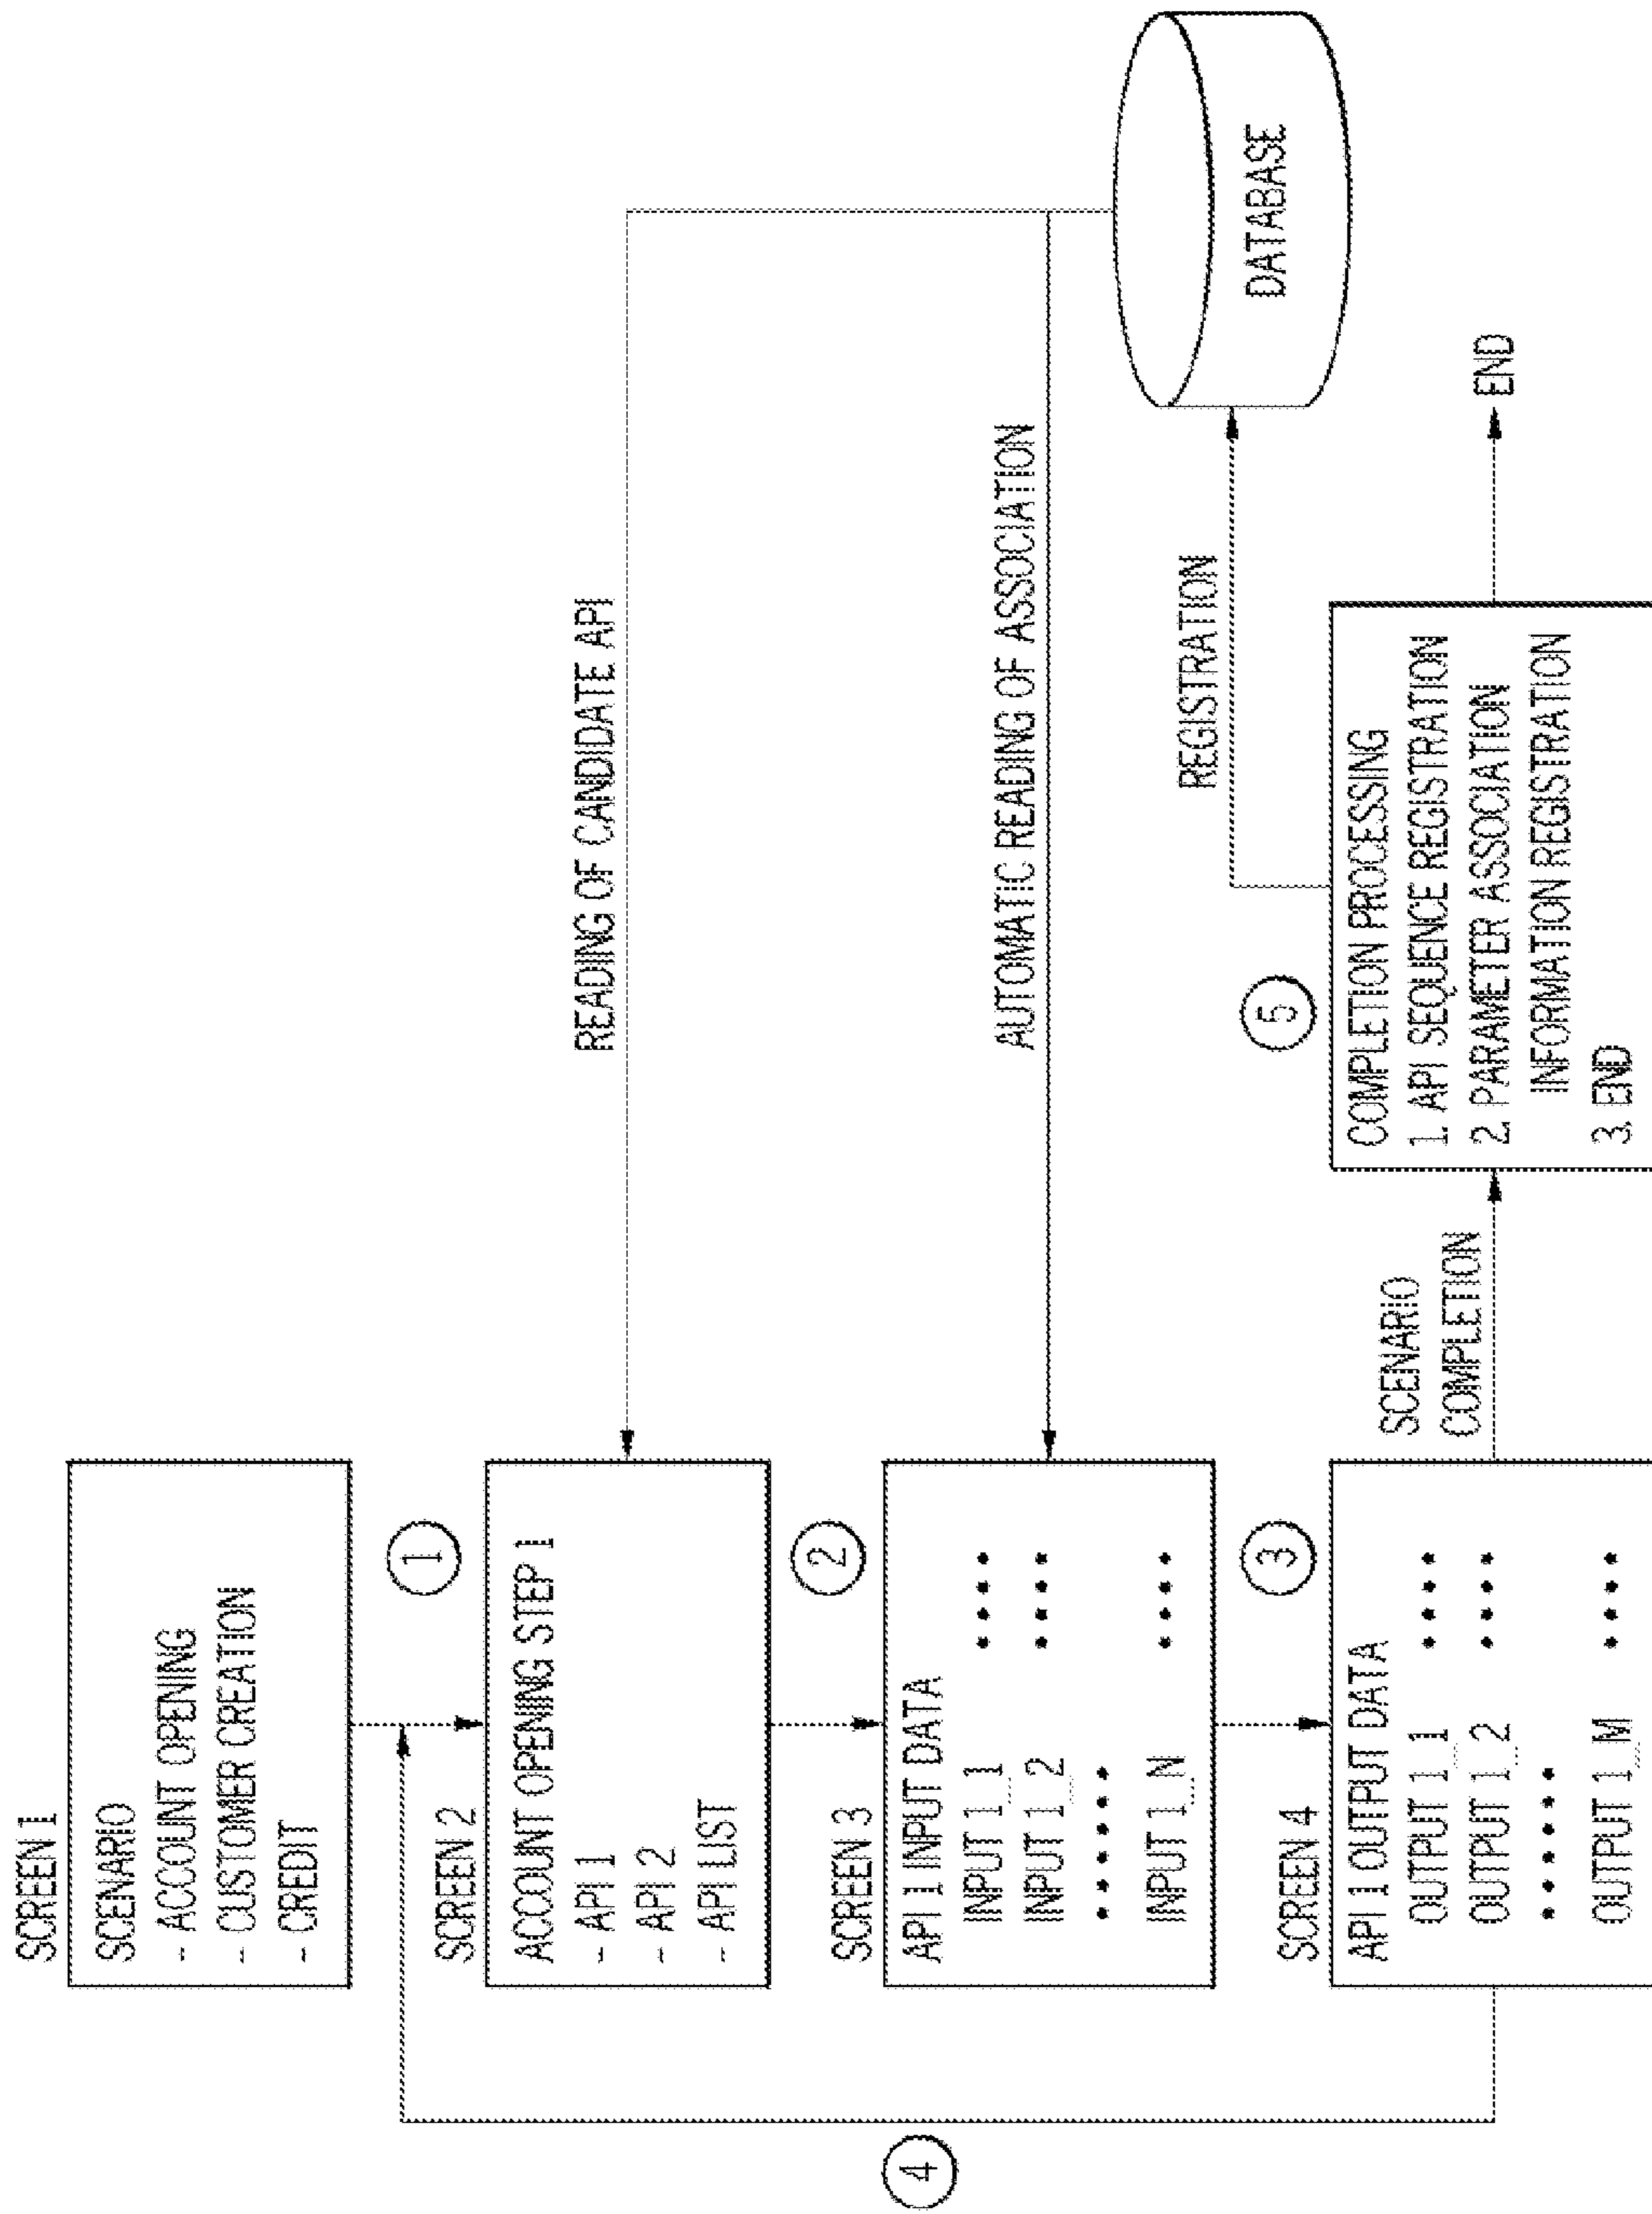 SCREEN 1
SCENARIO
- ACCOUNT OPENING
- CUSTOMER CREATION
- CREDIT
1
SCREEN 2
ACCOUNT OPENING STEP 1
- API 1
- API 2
- API LIST
READING OF CANDIDATE API
2
SCREEN 3
API 1 INPUT DATA
INPUT 1_1 ••••
INPUT 1_2 ••••
••••••
INPUT 1_N ••••
AUTOMATIC READING OF ASSOCIATION
3
SCREEN 4
API 1 OUTPUT DATA
OUTPUT 1_1 ••••
OUTPUT 1_2 ••••
••••••
OUTPUT 1_M ••••
4
SCENARIO
COMPLETION
5
COMPLETION PROCESSING
1. API SEQUENCE REGISTRATION
2. PARAMETER ASSOCIATION
INFORMATION REGISTRATION
3. END
REGISTRATION
DATABASE
END